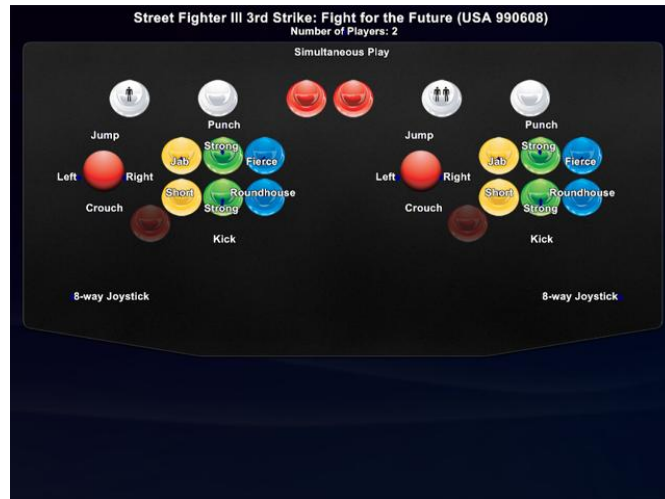 Street Fighter III 3rd Strike: Fight for the Future (USA 990608)
Number of Players: 2
Simultaneous Play
Punch Punch
Jump Jump
Strong Strong
Jab Fierce Jab Fierce
Left Right Left Right
Short Roundhouse Short Roundhouse
Crouch Strong Crouch Strong
Kick Kick
8-way Joystick 8-way Joystick